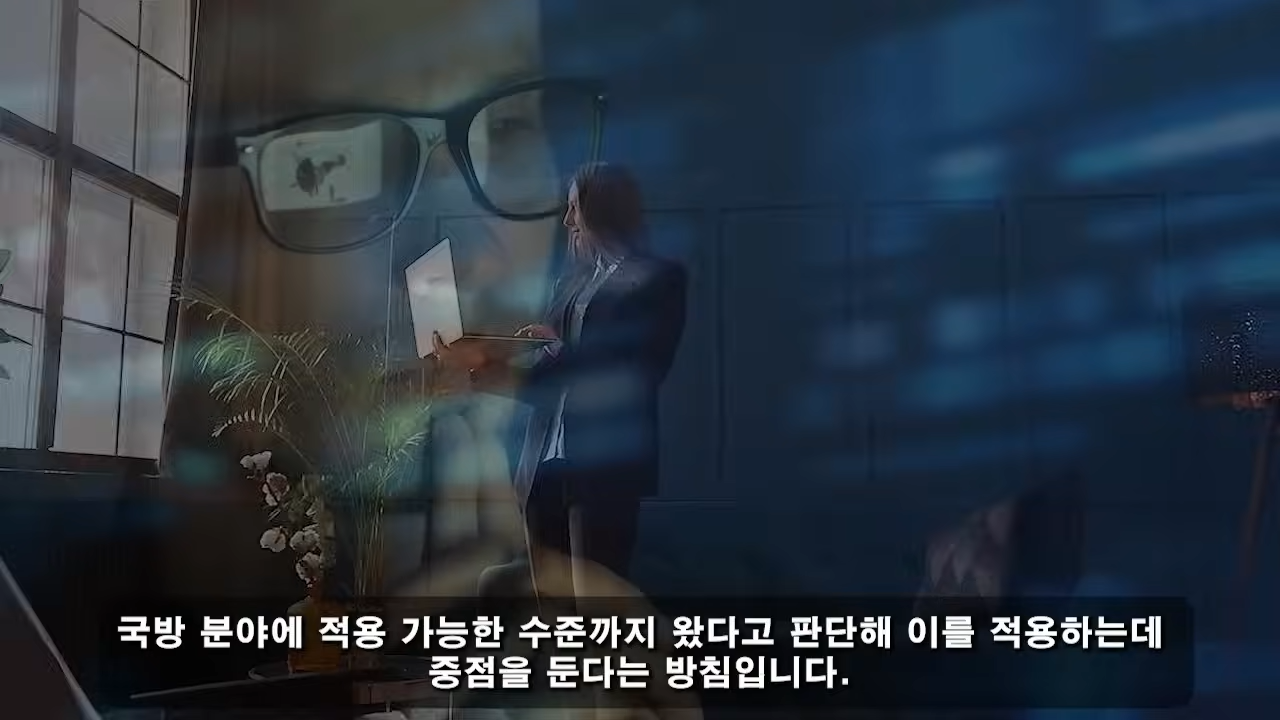 국방 분야에 적용 가능한 수준까지 왔다고 판단해 이를 적용하는데
중점을 둔다는 방침입니다.